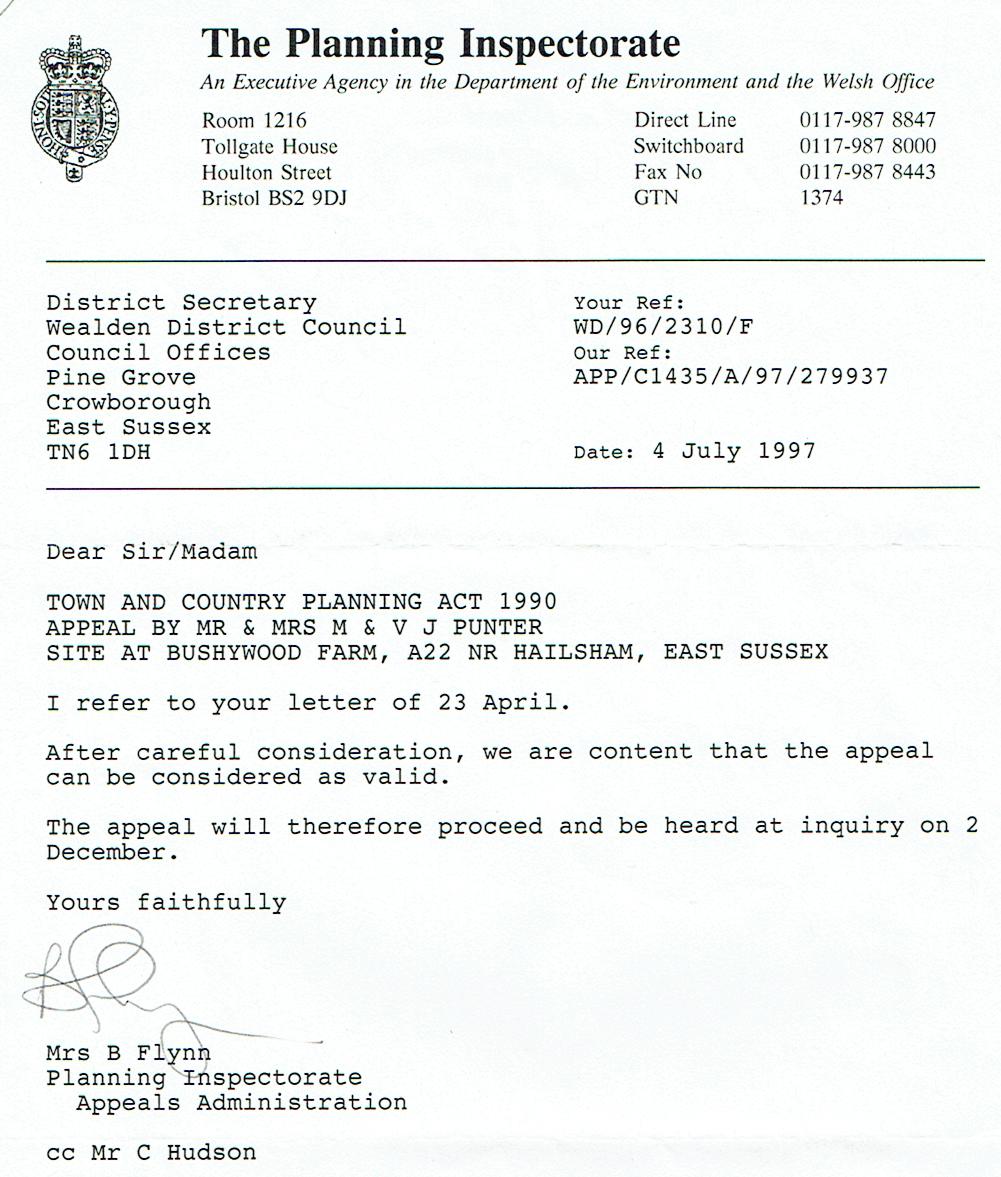 The Planning Inspectorate
An Executive Agency in the Department of the Environment and the Welsh Office
Room 1216
Tollgate House
Houlton Street
Bristol BS2 9DJ
Direct Line 0117-987 8847
Switchboard 0117-987 8000
Fax No 0117-987 8443
GTN 1374
District Secretary
Wealden District Council
Council Offices
Pine Grove
Crowborough
East Sussex
TN6 1DH
Your Ref:
WD/96/2310/F
Our Ref:
APP/C1435/A/97/279937
Date: 4 July 1997
Dear Sir/Madam
TOWN AND COUNTRY PLANNING ACT 1990
APPEAL BY MR & MRS M & V J PUNTER
SITE AT BUSHYWOOD FARM, A22 NR HAILSHAM, EAST SUSSEX
I refer to your letter of 23 April.
After careful consideration, we are content that the appeal
can be considered as valid.
The appeal will therefore proceed and be heard at inquiry on 2
December.
Yours faithfully
Mrs B Flynn
Planning Inspectorate
Appeals Administration
cc Mr C Hudson